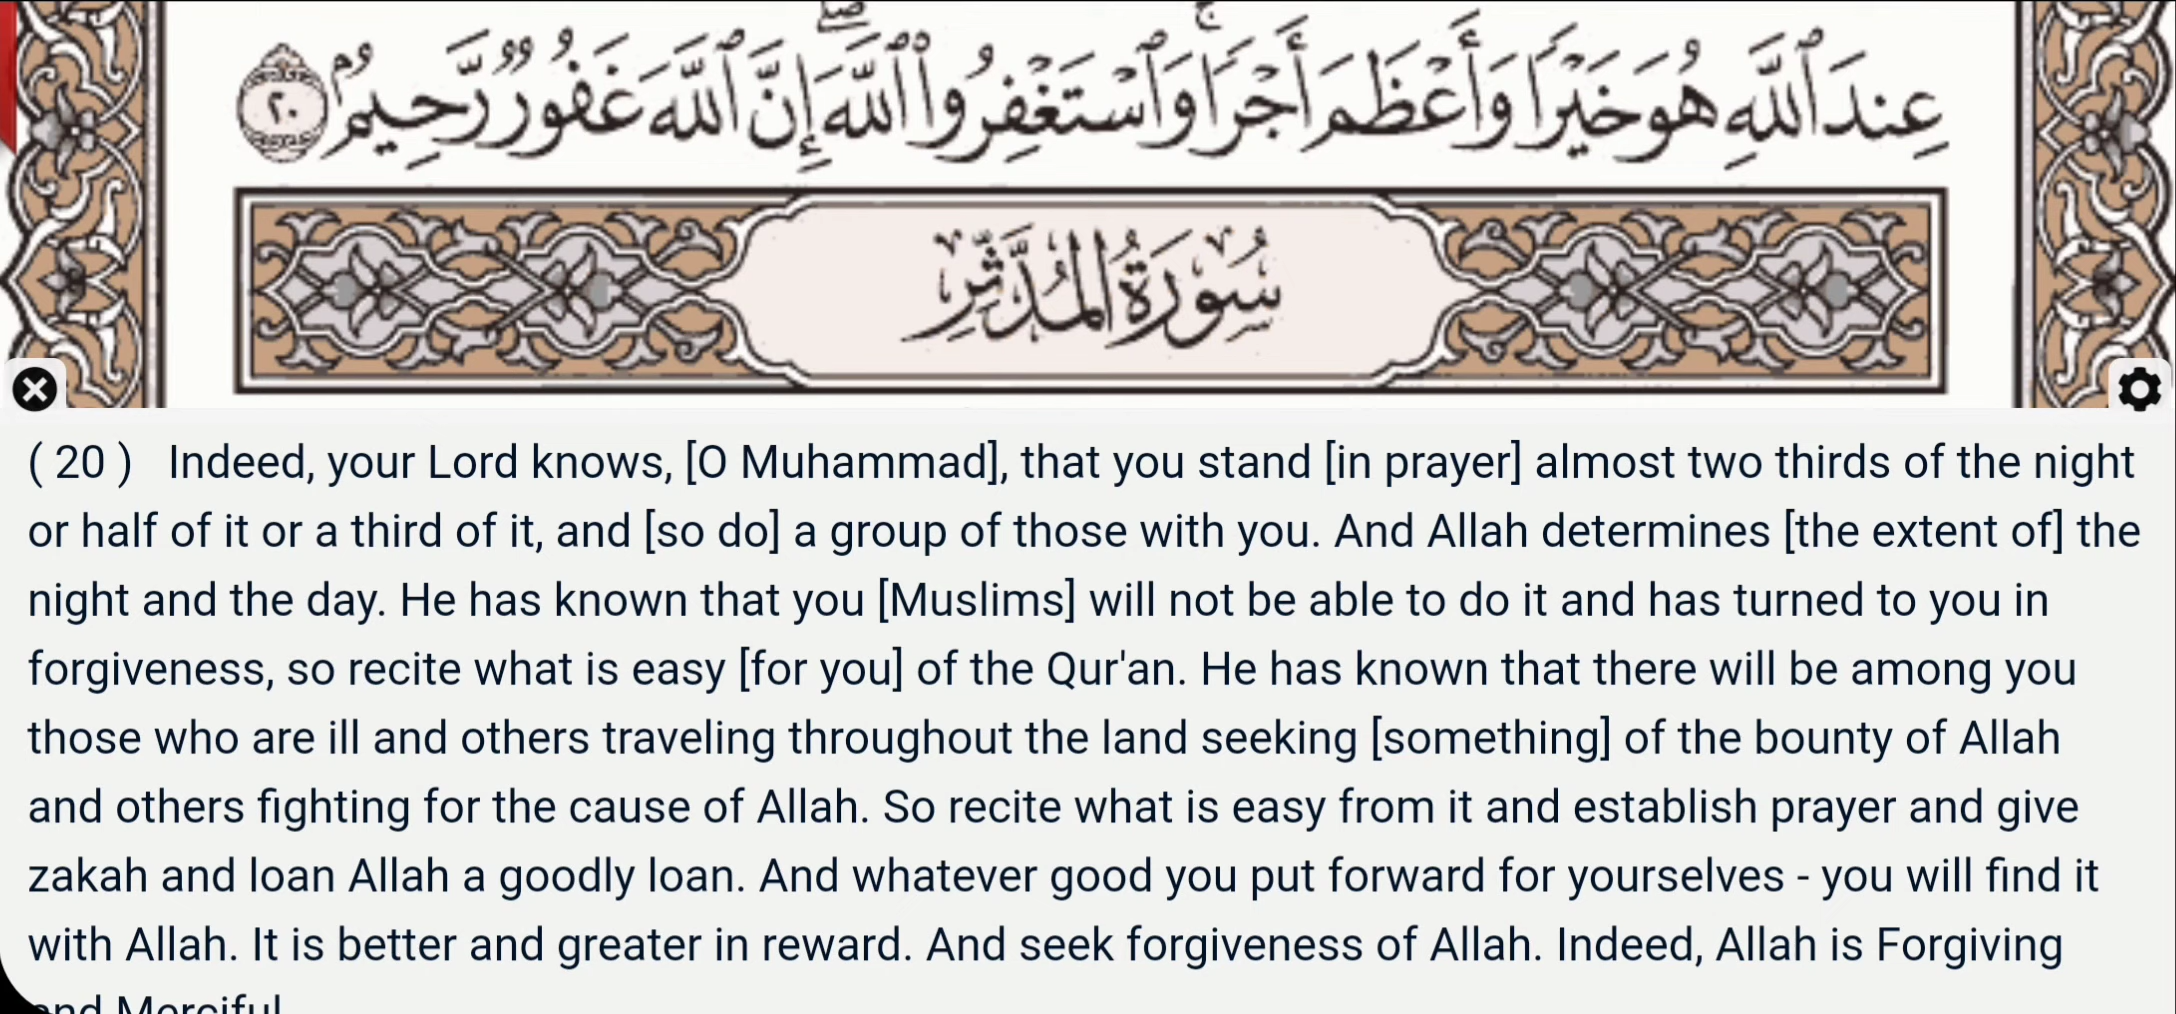 عِندَ ٱللَّهِ هُوَ خَيْرًا وَأَعْظَمَ أَجْرًا ۚ وَٱسْتَغْفِرُوا۟ ٱللَّهَ ۖ إِنَّ ٱللَّهَ غَفُورٌ رَّحِيمٌ ٢٠
سُورَةُ المُدَّثِّرِ
( 20 ) Indeed, your Lord knows, [O Muhammad], that you stand [in prayer] almost two thirds of the night
or half of it or a third of it, and [so do] a group of those with you. And Allah determines [the extent of] the
night and the day. He has known that you [Muslims] will not be able to do it and has turned to you in
forgiveness, so recite what is easy [for you] of the Qur'an. He has known that there will be among you
those who are ill and others traveling throughout the land seeking [something] of the bounty of Allah
and others fighting for the cause of Allah. So recite what is easy from it and establish prayer and give
zakah and loan Allah a goodly loan. And whatever good you put forward for yourselves - you will find it
with Allah. It is better and greater in reward. And seek forgiveness of Allah. Indeed, Allah is Forgiving
and Merciful